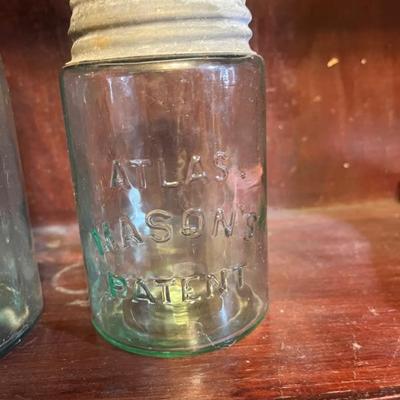 ATLAS.
MASON'S
PATENT